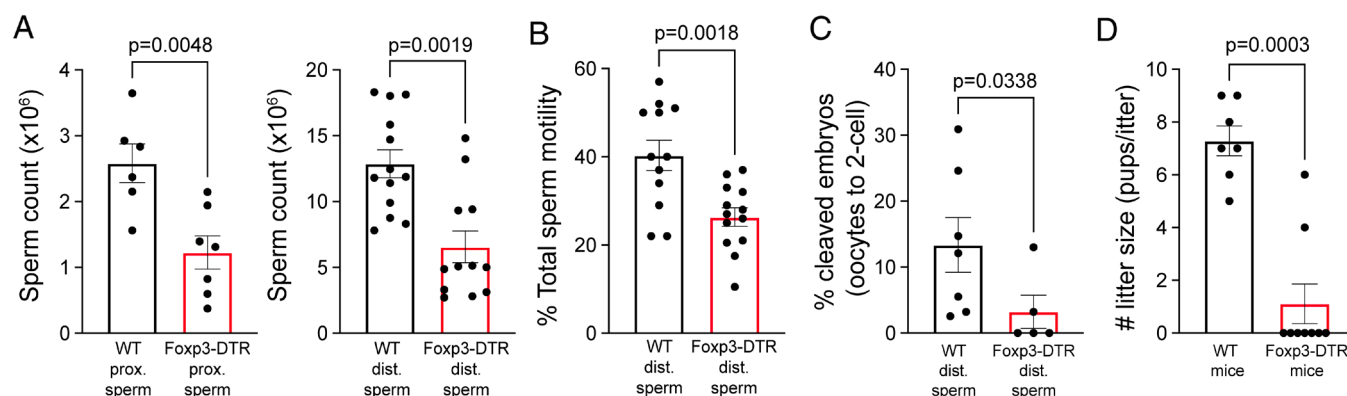 A
p=0.0048
Sperm count (x10⁶)
4
3
2
1
0
WT
prox.
sperm
Foxp3-DTR
prox.
sperm
p=0.0019
Sperm count (x10⁶)
20
15
10
5
0
WT
dist.
sperm
Foxp3-DTR
dist.
sperm
B
p=0.0018
% Total sperm motility
60
40
20
0
WT
dist.
sperm
Foxp3-DTR
dist.
sperm
C
p=0.0338
% cleaved embryos
(oocytes to 2-cell)
40
30
20
10
0
WT
dist.
sperm
Foxp3-DTR
dist.
sperm
D
p=0.0003
# litter size (pups/itter)
10
8
6
4
2
0
WT
mice
Foxp3-DTR
mice